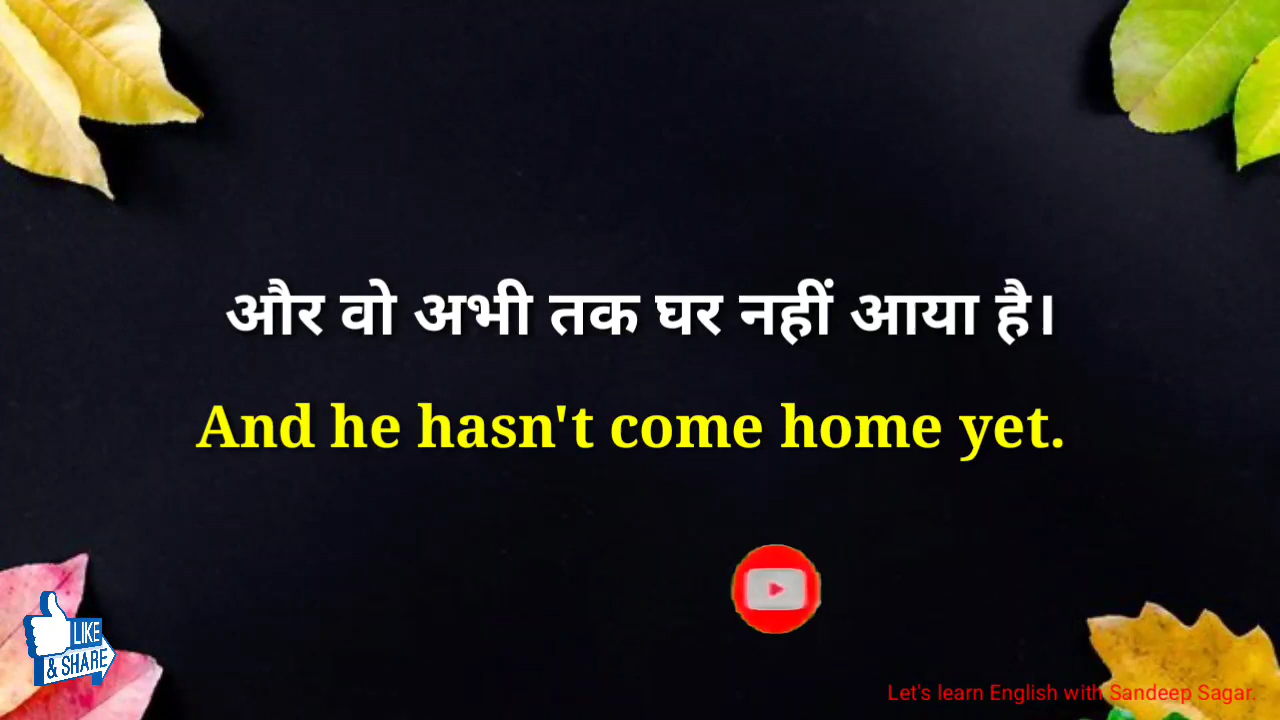 और वो अभी तक घर नहीं आया है।
And he hasn't come home yet.
LIKE
& SHARE
Let's learn English with Sandeep Sagar.